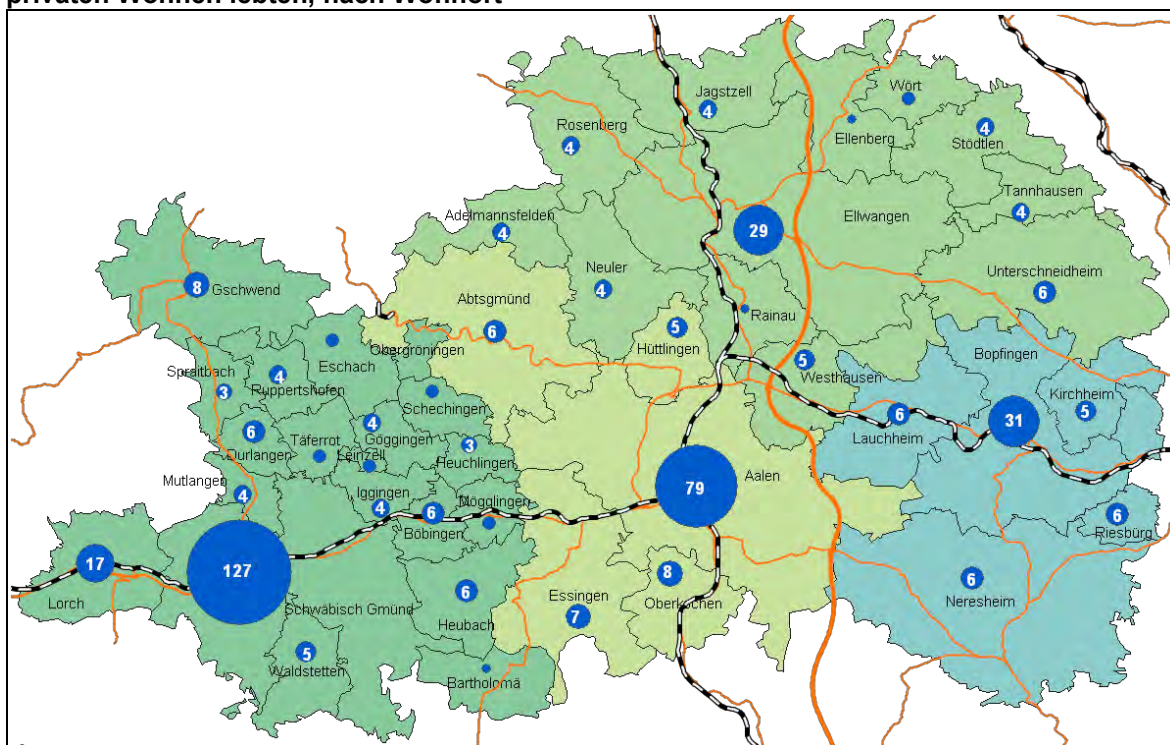 privaten Wohnen lebten, nach Wohnort
Jagstzell
4
Wört
Rosenberg
4
Ellenberg
4
Stödtlen
Tannhausen
4
Adelmannsfelden
4
29
Ellwangen
Neuler
4
Unterschneidheim
6
8
Gschwend
Abtsgmünd
6
Rainau
5
Hüttlingen
Obergröningen
Eschach
Bopfingen
5
Westhausen
Spraitbach
3
4
Ruppertshofen
Schechingen
Kirchheim
5
6
Lauchheim
31
4
Göggingen
6
Durlangen
Täferrot
Leinzell
3
Heuchlingen
Mutlangen
4
Iggingen
4
6
Böbingen
Mögglingen
79
Aalen
6
Riesbürg
17
Lorch
127
Schwäbisch Gmünd
6
Heubach
Essingen
7
8
Oberkochen
6
Neresheim
5
Waldstetten
Bartholomä